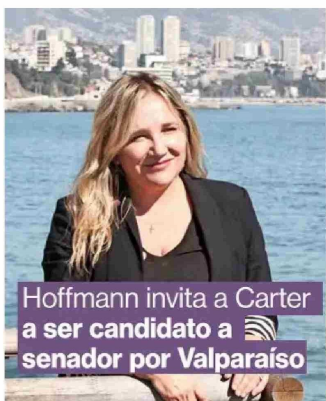 Hoffmann invita a Carter
a ser candidato a
senador por Valparaíso